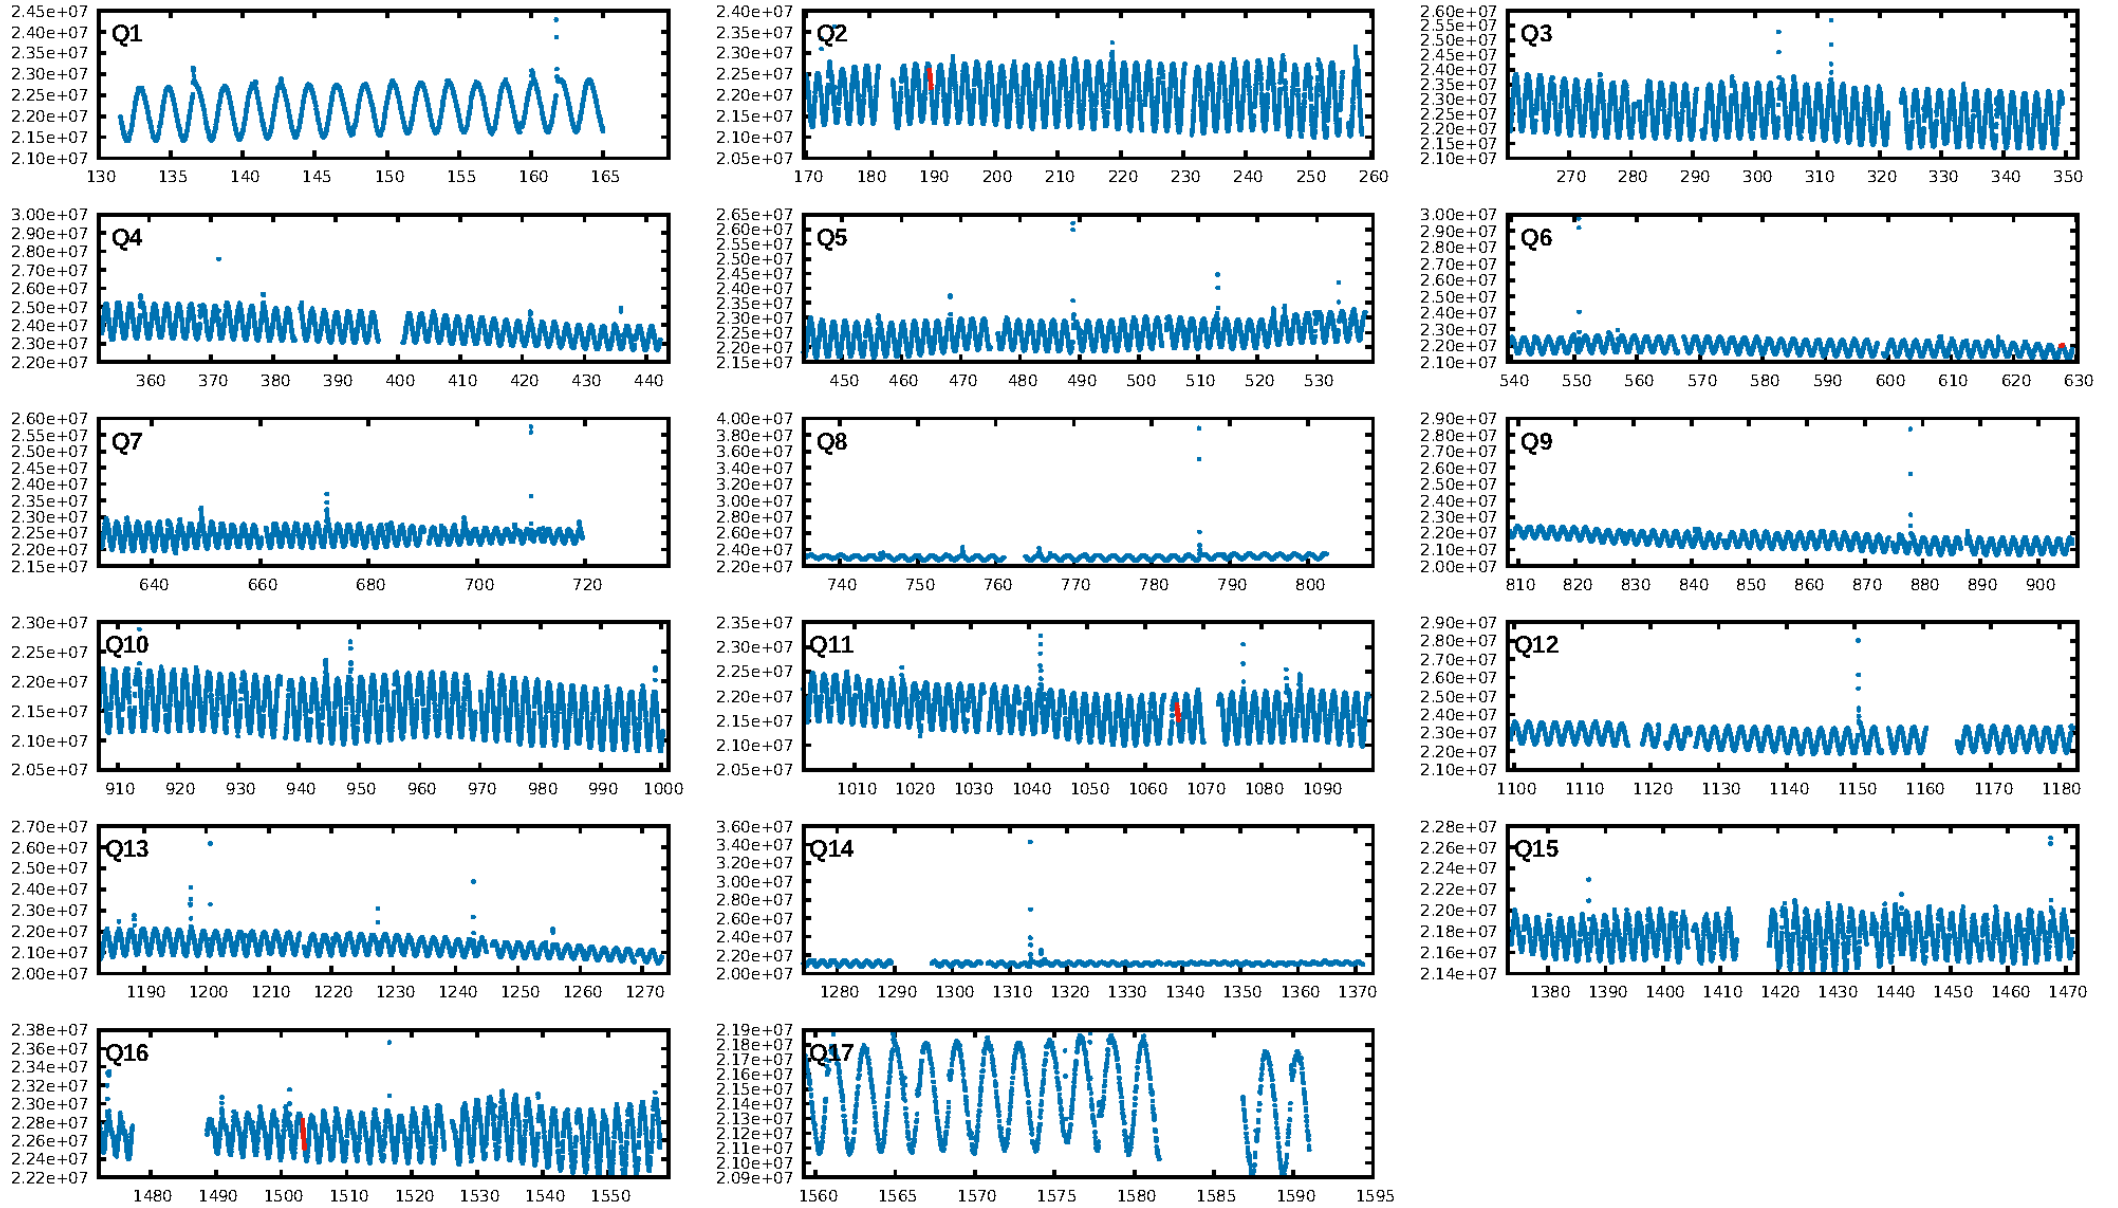 2.45e+07
2.40e+07
2.35e+07
2.30e+07
2.25e+07
2.20e+07
2.15e+07
2.10e+07
Q1
130 135 140 145 150 155 160 165
2.40e+07
2.35e+07
2.30e+07
2.25e+07
2.20e+07
2.15e+07
2.10e+07
2.05e+07
Q2
170 180 190 200 210 220 230 240 250 260
2.60e+07
2.55e+07
2.50e+07
2.45e+07
2.40e+07
2.35e+07
2.30e+07
2.25e+07
2.20e+07
2.15e+07
2.10e+07
Q3
270 280 290 300 310 320 330 340 350
3.00e+07
2.90e+07
2.80e+07
2.70e+07
2.60e+07
2.50e+07
2.40e+07
2.30e+07
2.20e+07
Q4
360 370 380 390 400 410 420 430 440
2.65e+07
2.60e+07
2.55e+07
2.50e+07
2.45e+07
2.40e+07
2.35e+07
2.30e+07
2.25e+07
2.20e+07
2.15e+07
Q5
450 460 470 480 490 500 510 520 530
3.00e+07
2.90e+07
2.80e+07
2.70e+07
2.60e+07
2.50e+07
2.40e+07
2.30e+07
2.20e+07
2.10e+07
Q6
540 550 560 570 580 590 600 610 620 630
2.60e+07
2.55e+07
2.50e+07
2.45e+07
2.40e+07
2.35e+07
2.30e+07
2.25e+07
2.20e+07
2.15e+07
Q7
640 660 680 700 720
4.00e+07
3.80e+07
3.60e+07
3.40e+07
3.20e+07
3.00e+07
2.80e+07
2.60e+07
2.40e+07
2.20e+07
Q8
740 750 760 770 780 790 800
2.90e+07
2.80e+07
2.70e+07
2.60e+07
2.50e+07
2.40e+07
2.30e+07
2.20e+07
2.10e+07
2.00e+07
Q9
810 820 830 840 850 860 870 880 890 900
2.30e+07
2.25e+07
2.20e+07
2.15e+07
2.10e+07
2.05e+07
Q10
910 920 930 940 950 960 970 980 990 1000
2.35e+07
2.30e+07
2.25e+07
2.20e+07
2.15e+07
2.10e+07
2.05e+07
Q11
1010 1020 1030 1040 1050 1060 1070 1080 1090
2.90e+07
2.80e+07
2.70e+07
2.60e+07
2.50e+07
2.40e+07
2.30e+07
2.20e+07
2.10e+07
Q12
1100 1110 1120 1130 1140 1150 1160 1170 1180
2.70e+07
2.60e+07
2.50e+07
2.40e+07
2.30e+07
2.20e+07
2.10e+07
2.00e+07
Q13
1190 1200 1210 1220 1230 1240 1250 1260 1270
3.60e+07
3.40e+07
3.20e+07
3.00e+07
2.80e+07
2.60e+07
2.40e+07
2.20e+07
2.00e+07
Q14
1280 1290 1300 1310 1320 1330 1340 1350 1360 1370
2.28e+07
2.26e+07
2.24e+07
2.22e+07
2.20e+07
2.18e+07
2.16e+07
2.14e+07
Q15
1380 1390 1400 1410 1420 1430 1440 1450 1460 1470
2.38e+07
2.36e+07
2.34e+07
2.32e+07
2.30e+07
2.28e+07
2.26e+07
2.24e+07
2.22e+07
Q16
1480 1490 1500 1510 1520 1530 1540 1550
2.19e+07
2.18e+07
2.17e+07
2.16e+07
2.15e+07
2.14e+07
2.13e+07
2.12e+07
2.11e+07
2.10e+07
2.09e+07
Q17
1560 1565 1570 1575 1580 1585 1590 1595